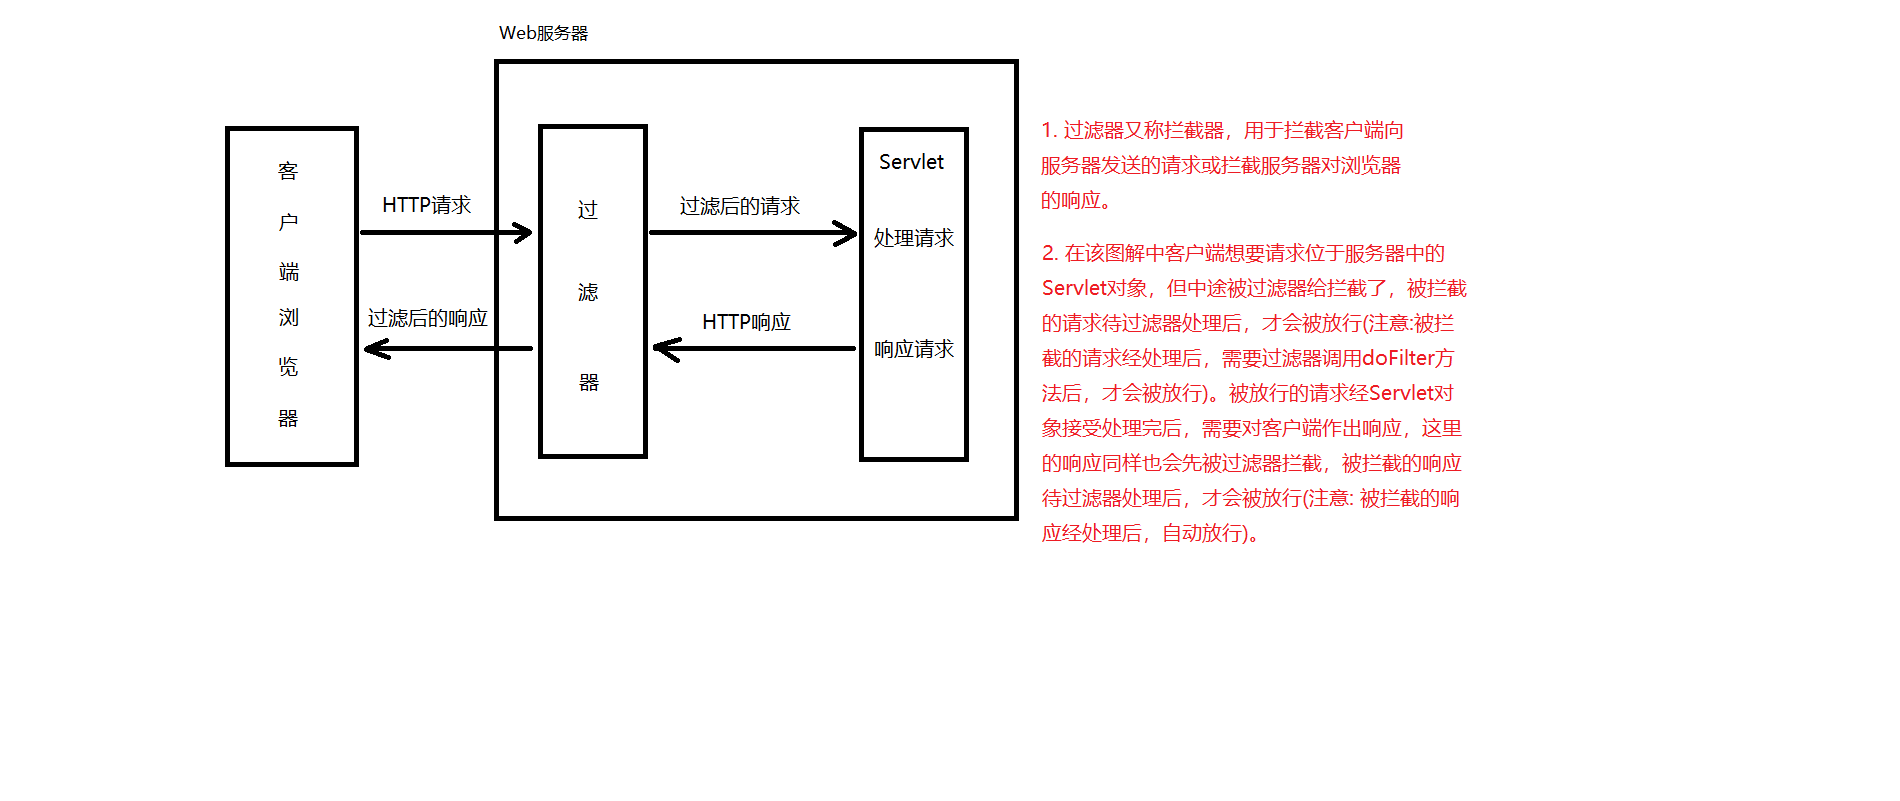 Web服务器
客
户
端
浏
览
器
HTTP请求
过滤后的响应
过
滤
器
过滤后的请求
HTTP响应
Servlet
处理请求
响应请求
1. 过滤器又称拦截器，用于拦截客户端向
服务器发送的请求或拦截服务器对浏览器
的响应。
2. 在该图解中客户端想要请求位于服务器中的
Servlet对象，但中途被过滤器给拦截了，被拦截
的请求待过滤器处理后，才会被放行(注意:被拦
截的请求经处理后，需要过滤器调用doFilter方
法后，才会被放行)。被放行的请求经Servlet对
象接受处理完后，需要对客户端作出响应，这里
的响应同样也会先被过滤器拦截，被拦截的响应
待过滤器处理后，才会被放行(注意: 被拦截的响
应经处理后，自动放行)。